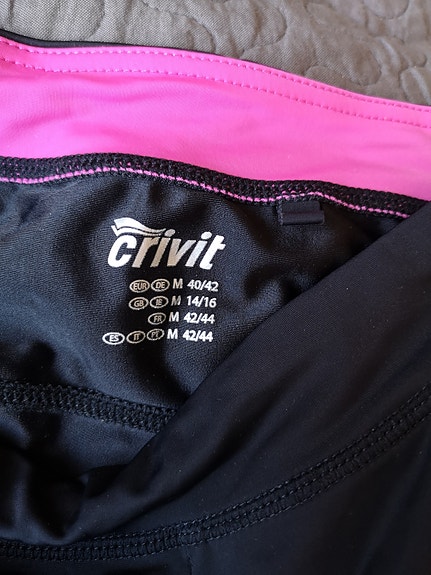 crivit
EUR DE M 40/42
GB IE M 14/16
FR M 42/44
ES IT PT M 42/44